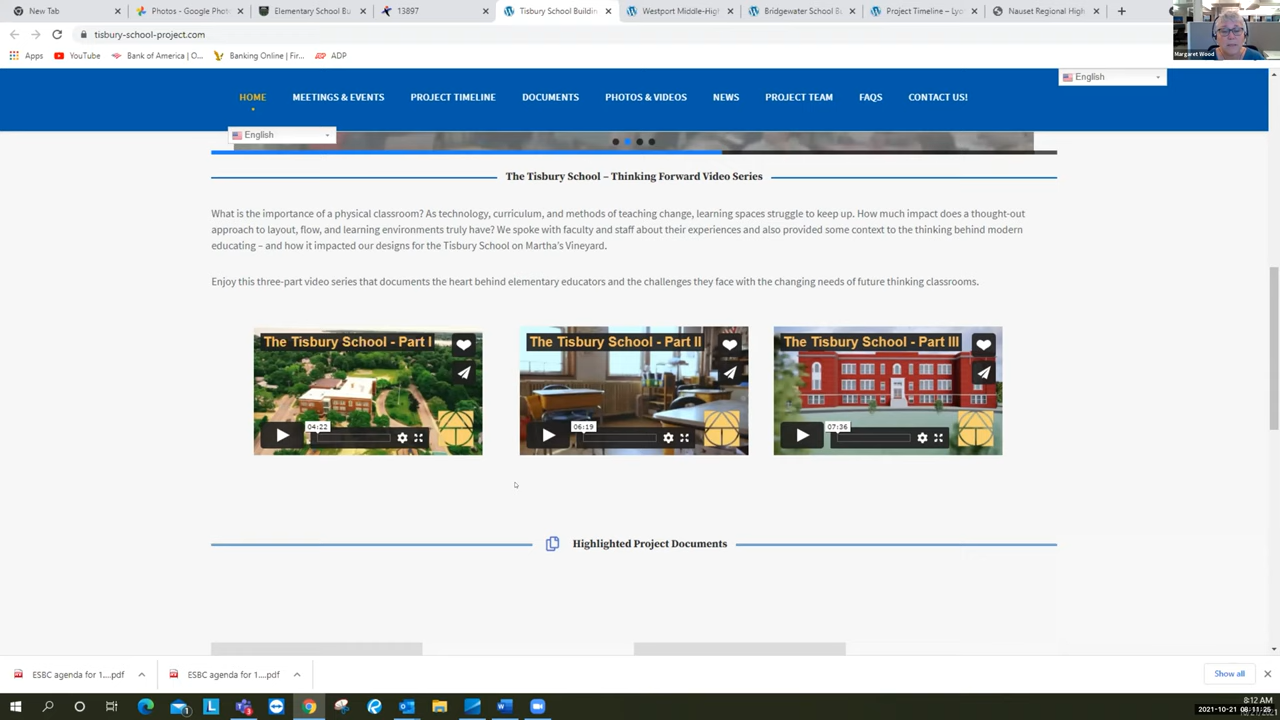 New Tab
Photos - Google Photo
Elementary School Bu
13897
Tisbury School Buildin
Westport Middle-High
Bridgewater School Bu
Project Timeline – Lyo
Nauset Regional High
tisbury-school-project.com
Margaret Wood
Apps
YouTube
Bank of America | O...
Banking Online | Fir...
ADP
English
HOME
MEETINGS & EVENTS
PROJECT TIMELINE
DOCUMENTS
PHOTOS & VIDEOS
NEWS
PROJECT TEAM
FAQS
CONTACT US!
English
The Tisbury School – Thinking Forward Video Series
What is the importance of a physical classroom? As technology, curriculum, and methods of teaching change, learning spaces struggle to keep up. How much impact does a thought-out
approach to layout, flow, and learning environments truly have? We spoke with faculty and staff about their experiences and also provided some context to the thinking behind modern
educating – and how it impacted our designs for the Tisbury School on Martha's Vineyard.
Enjoy this three-part video series that documents the heart behind elementary educators and the challenges they face with the changing needs of future thinking classrooms.
The Tisbury School - Part I
The Tisbury School - Part II
The Tisbury School - Part III
04:22
06:19
07:36
Highlighted Project Documents
ESBC agenda for 1....pdf
ESBC agenda for 1....pdf
Show all
8:12 AM
2021-10-21 08:11:25